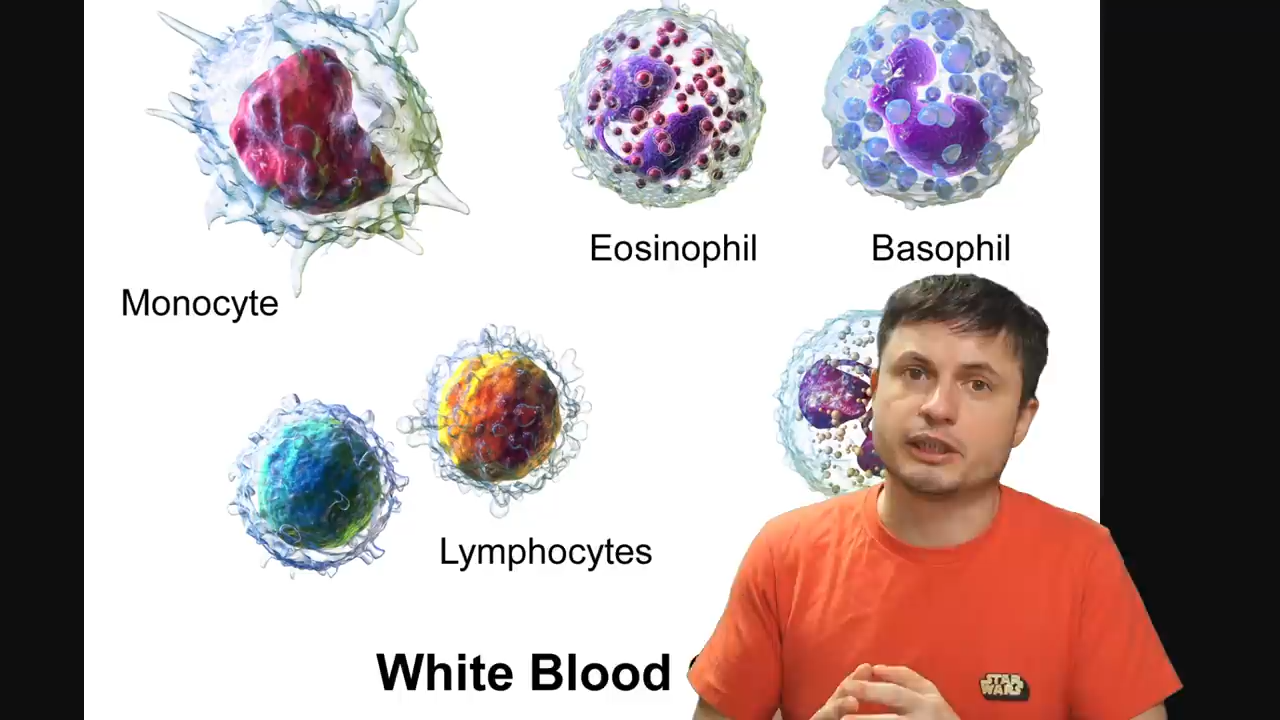 Eosinophil
Basophil
Monocyte
Lymphocytes
White Blood
STAR
WARS